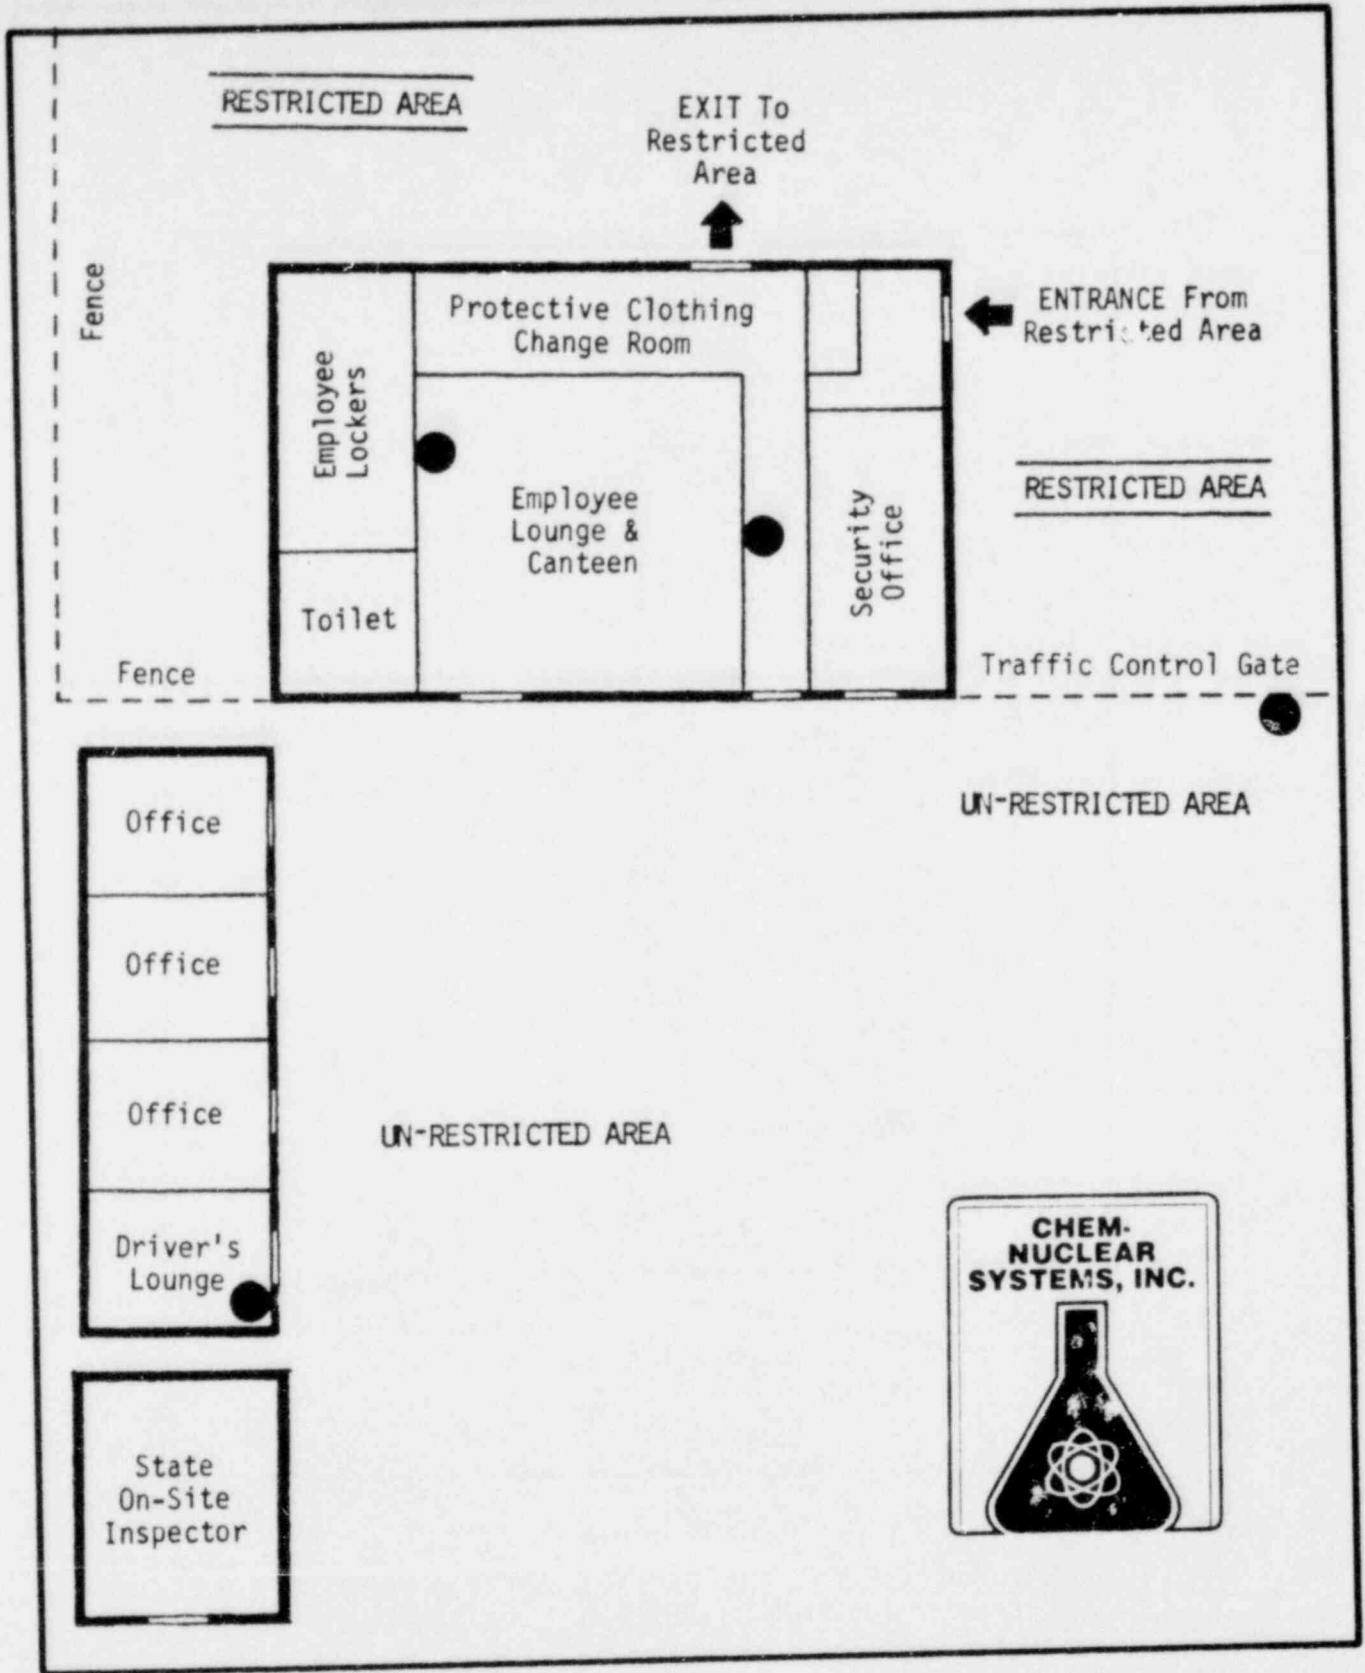 RESTRICTED AREA
EXIT To
Restricted
Area
Fence
Protective Clothing
Change Room
ENTRANCE From
Restricted Area
Employee
Lockers
Employee
Lounge &
Canteen
Security
Office
RESTRICTED AREA
Toilet
Fence
Traffic Control Gate
Office
UN-RESTRICTED AREA
Office
Office
UN-RESTRICTED AREA
Driver's
Lounge
CHEM-
NUCLEAR
SYSTEMS, INC.
State
On-Site
Inspector